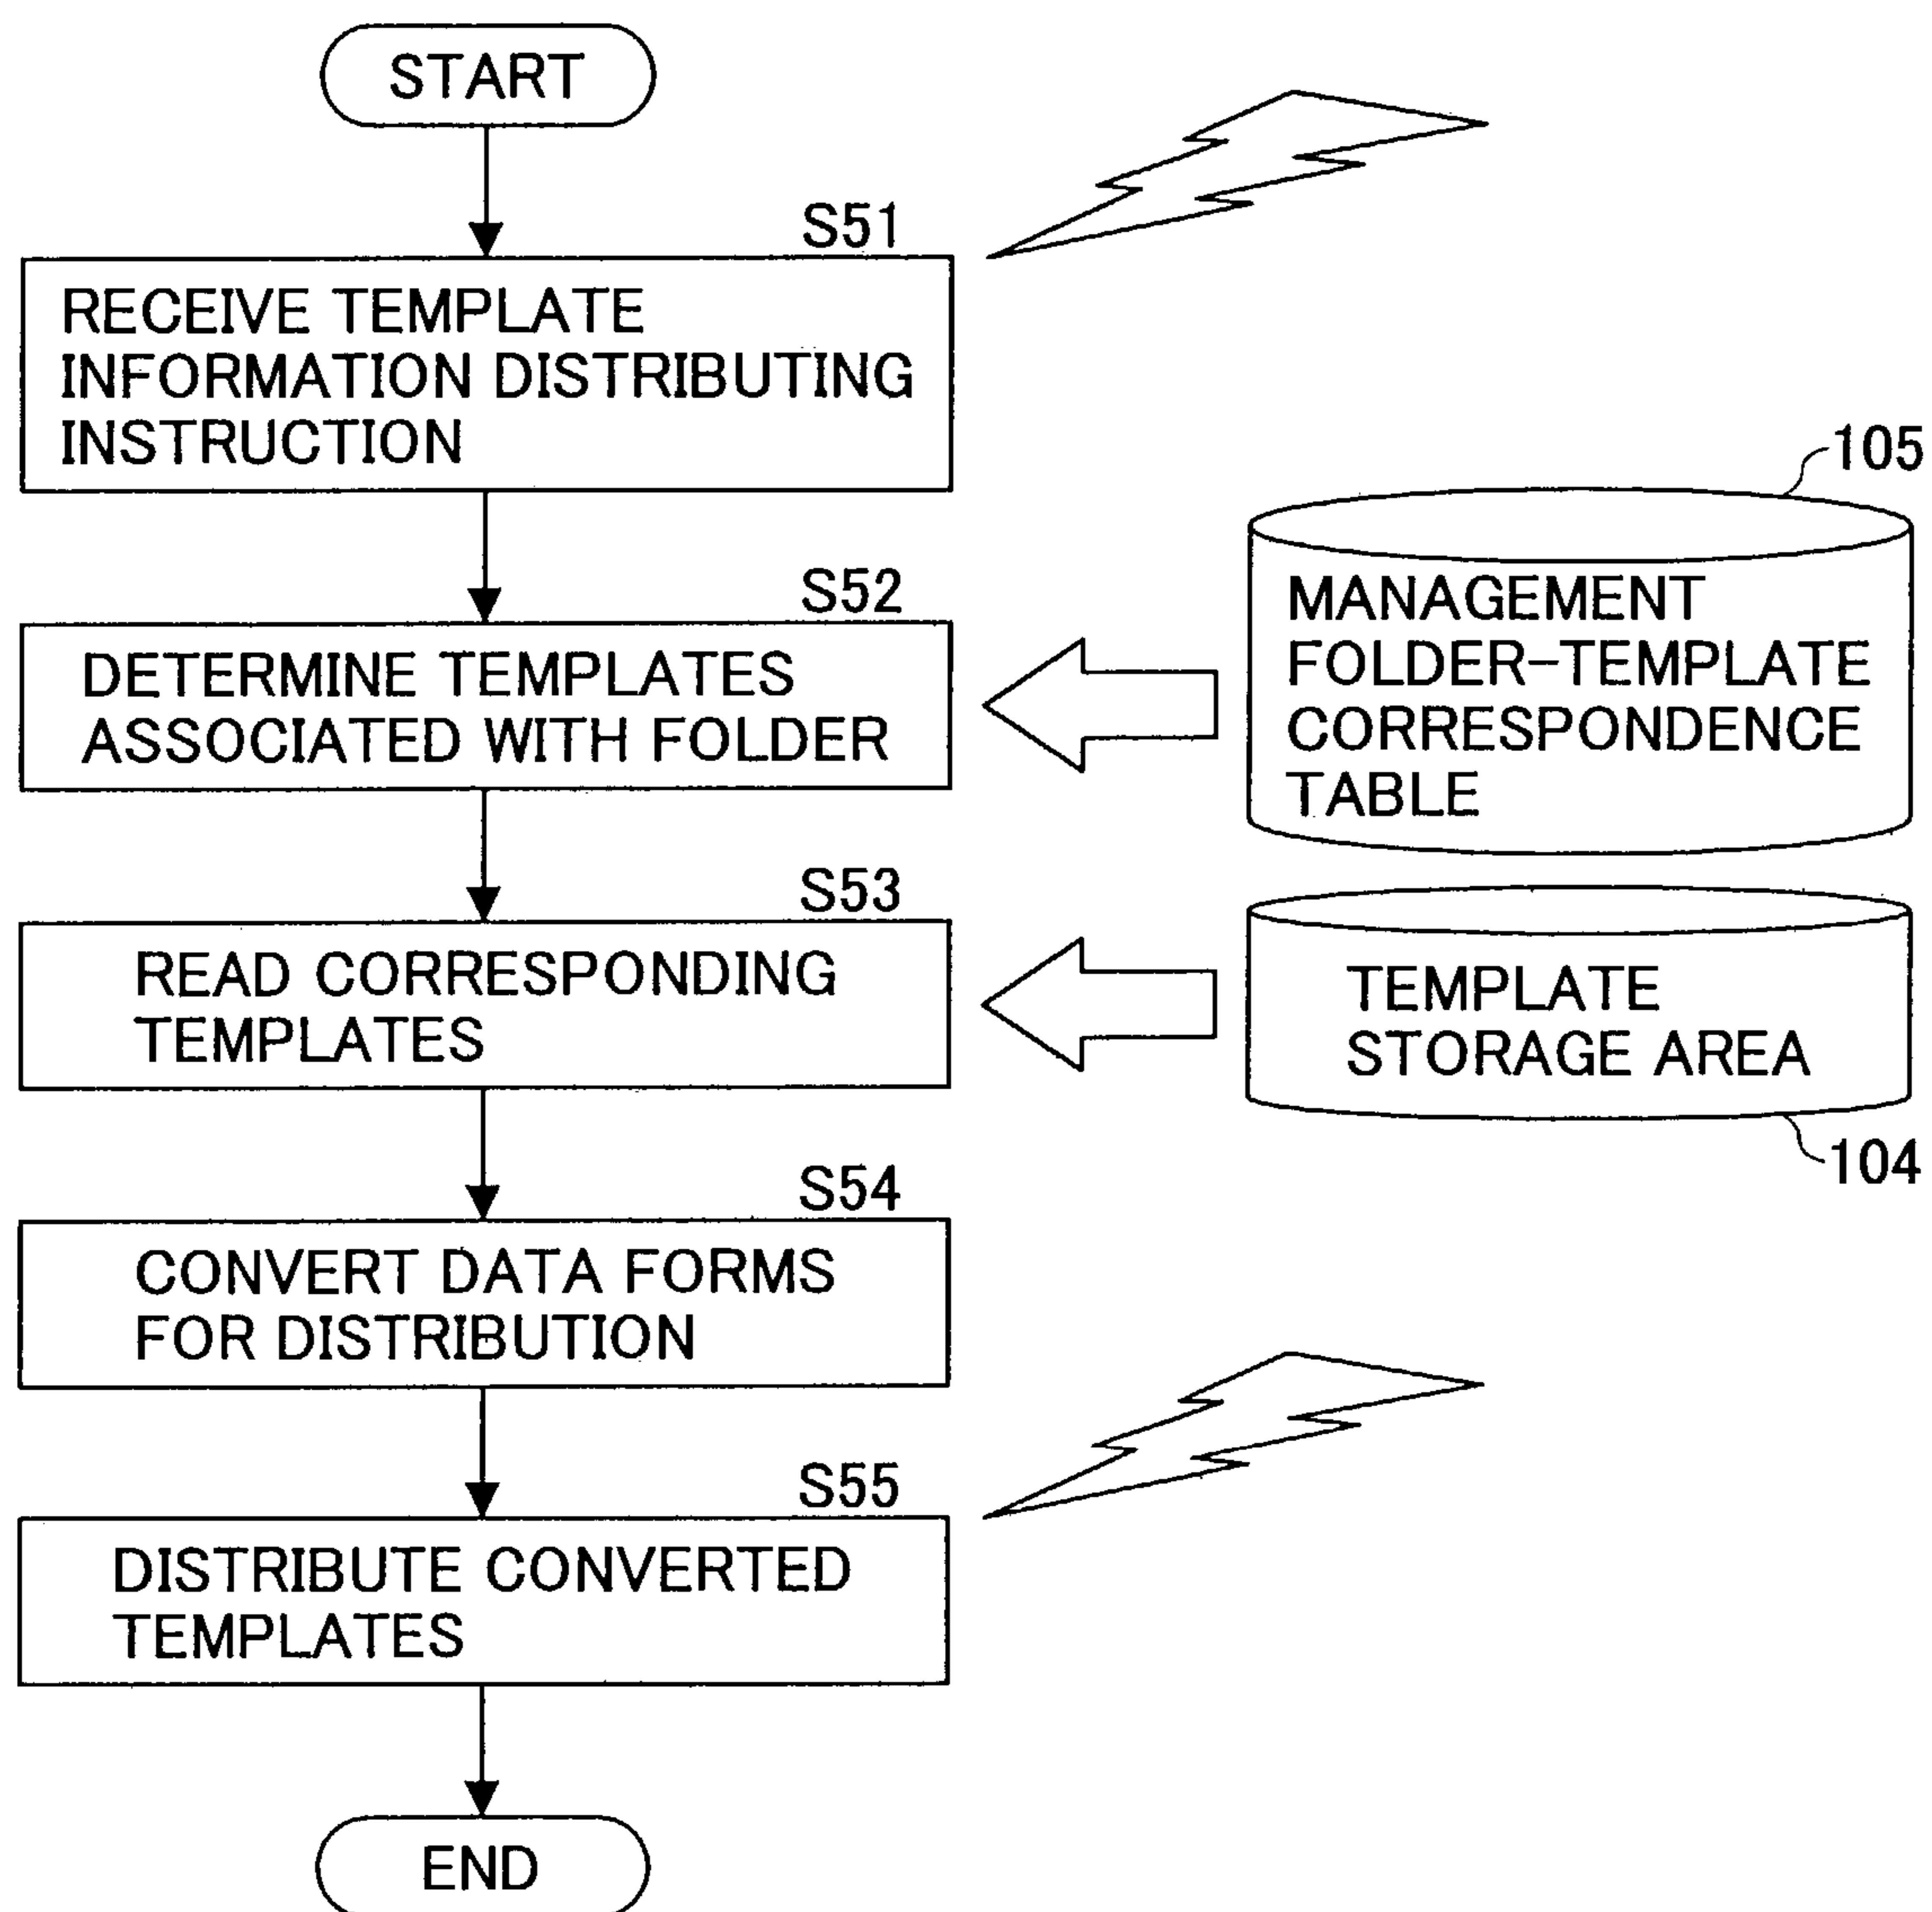 START
S51
RECEIVE TEMPLATE
INFORMATION DISTRIBUTING
INSTRUCTION
105
S52
DETERMINE TEMPLATES
ASSOCIATED WITH FOLDER
MANAGEMENT
FOLDER-TEMPLATE
CORRESPONDENCE
TABLE
S53
READ CORRESPONDING
TEMPLATES
TEMPLATE
STORAGE AREA
104
S54
CONVERT DATA FORMS
FOR DISTRIBUTION
S55
DISTRIBUTE CONVERTED
TEMPLATES
END